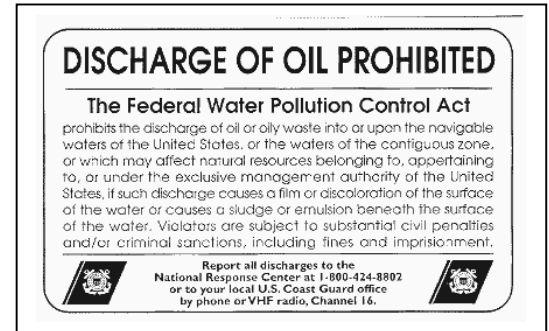 DISCHARGE OF OIL PROHIBITED
The Federal Water Pollution Control Act
prohibits the discharge of oil or oily waste into or upon the navigable
waters of the United States, or the waters of the contiguous zone,
or which may affect natural resources belonging to, appertaining
to, or under the exclusive management authority of the United
States, if such discharge causes a film or discoloration of the surface
of the water or causes a sludge or emulsion beneath the surface
of the water. Violators are subject to substantial civil penalties
and/or criminal sanctions, including fines and imprisionment.
Report all discharges to the
National Response Center at 1-800-424-8802
or to your local U.S. Coast Guard office
by phone or VHF radio, Channel 16.